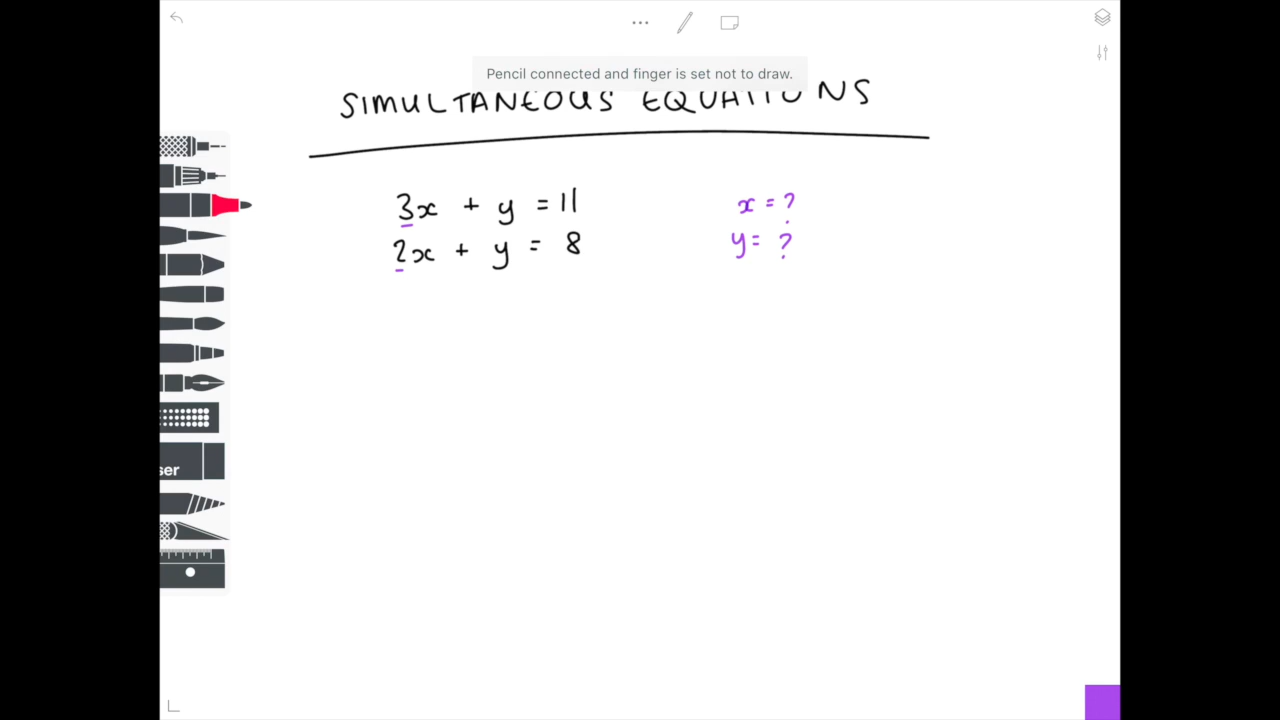 Pencil connected and finger is set not to draw.
SIMULTANEOUS EQUATIONS
3x + y = 11
x = ?
2x + y = 8
y = ?
ser